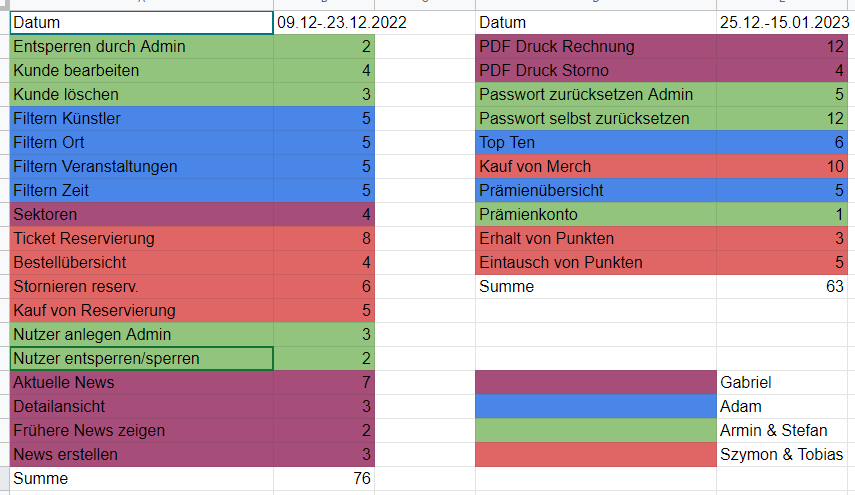 Datum 09.12-.23.12.2022
Entsperren durch Admin 2
Kunde bearbeiten 4
Kunde löschen 3
Filtern Künstler 5
Filtern Ort 5
Filtern Veranstaltungen 5
Filtern Zeit 5
Sektoren 4
Ticket Reservierung 8
Bestellübersicht 4
Stornieren reserv. 6
Kauf von Reservierung 5
Nutzer anlegen Admin 3
Nutzer entsperren/sperren 2
Aktuelle News 7
Detailansicht 3
Frühere News zeigen 2
News erstellen 3
Summe 76
Datum 25.12.-15.01.2023
PDF Druck Rechnung 12
PDF Druck Storno 4
Passwort zurücksetzen Admin 5
Passwort selbst zurücksetzen 12
Top Ten 6
Kauf von Merch 10
Prämienübersicht 5
Prämienkonto 1
Erhalt von Punkten 3
Eintausch von Punkten 5
Summe 63
Gabriel
Adam
Armin & Stefan
Szymon & Tobias